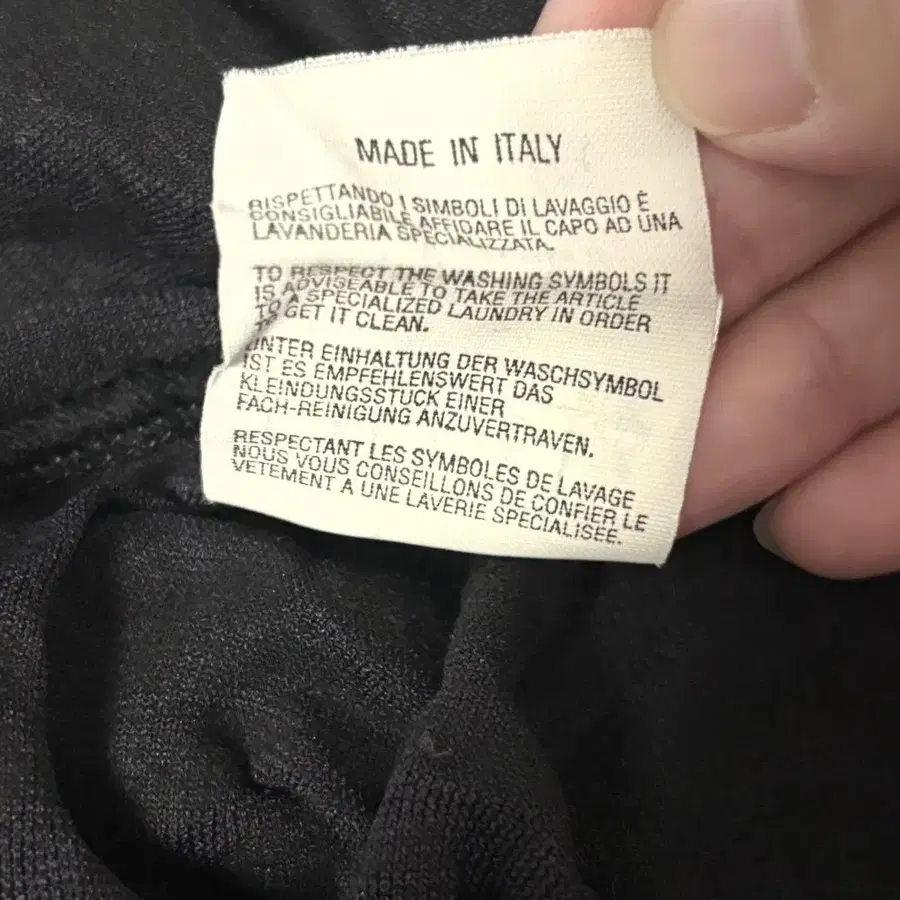 MADE IN ITALY
RISPETTANDO I SIMBOLI DI LAVAGGIO È
CONSIGLIABILE AFFIDARE IL CAPO AD UNA
LAVANDERIA SPECIALIZZATA.
TO RESPECT THE WASHING SYMBOLS IT
IS ADVISEABLE TO TAKE THE ARTICLE
TO A SPECIALIZED LAUNDRY IN ORDER
TO GET IT CLEAN.
UNTER EINHALTUNG DER WASCHSYMBOL
IST ES EMPFEHLENSWERT DAS
KLEINDUNGSSTUCK EINER
FACH-REINIGUNG ANZUVERTRAVEN.
RESPECTANT LES SYMBOLES DE LAVAGE
NOUS VOUS CONSEILLONS DE CONFIER LE
VETEMENT A UNE LAVERIE SPECIALISEE.